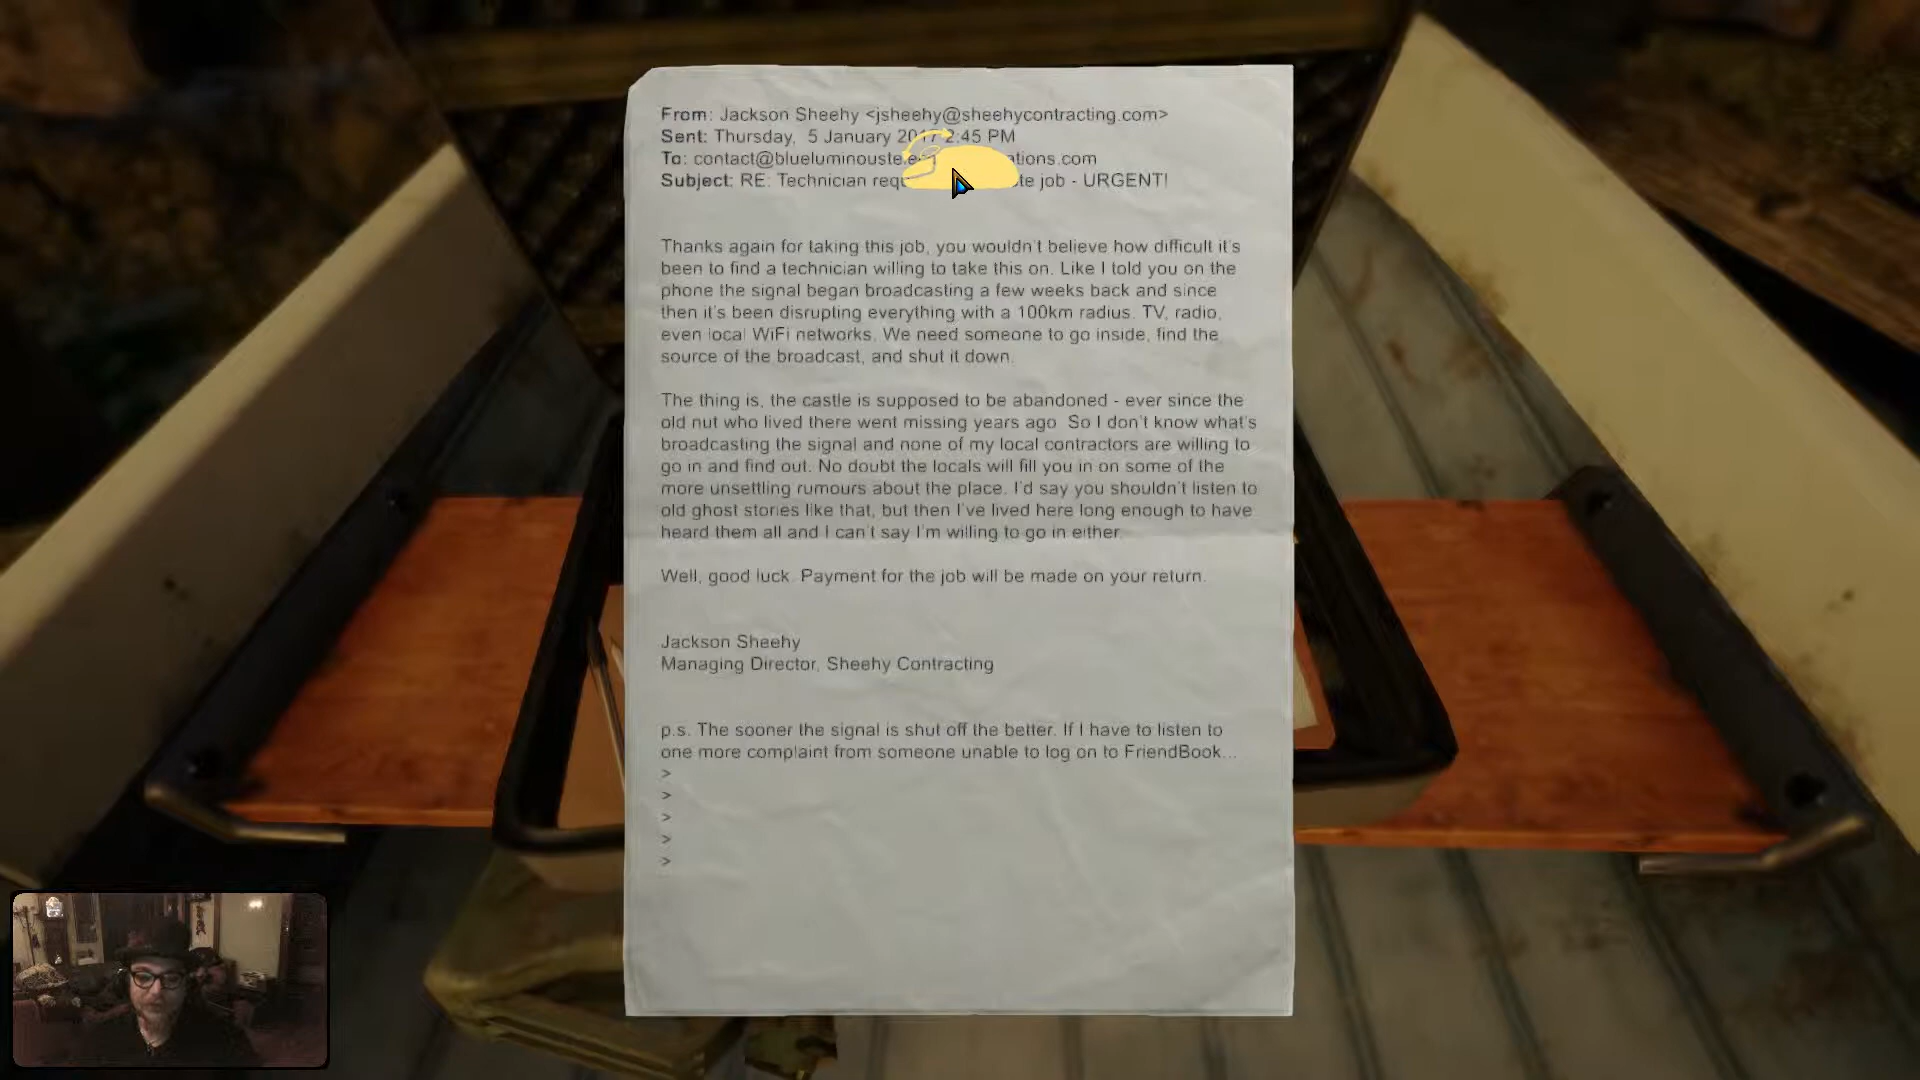 From: Jackson Sheehy <jsheehy@sheehycontracting.com>
Sent: Thursday, 5 January 2017 2:45 PM
To:
Subject: RE: Technician job - URGENT!
Thanks again for taking this job, you wouldn't believe how difficult it's
been to find a technician willing to take this on. Like I told you on the
phone the signal began broadcasting a few weeks back and since
then it's been disrupting everything with a 100km radius. TV, radio,
even local WiFi networks. We need someone to go inside, find the
source of the broadcast, and shut it down.
The thing is, the castle is supposed to be abandoned - ever since the
old nut who lived there went missing years ago. So I don't know what's
broadcasting the signal and none of my local contractors are willing to
go in and find out. No doubt the locals will fill you in on some of the
more unsettling rumours about the place. I'd say you shouldn't listen to
old ghost stories like that, but then I've lived here long enough to have
heard them all and I can't say I'm willing to go in either.
Well, good luck. Payment for the job will be made on your return.
Jackson Sheehy
Managing Director, Sheehy Contracting
p.s. The sooner the signal is shut off the better. If I have to listen to
one more complaint from someone unable to log on to FriendBook...
>
>
>
>
>